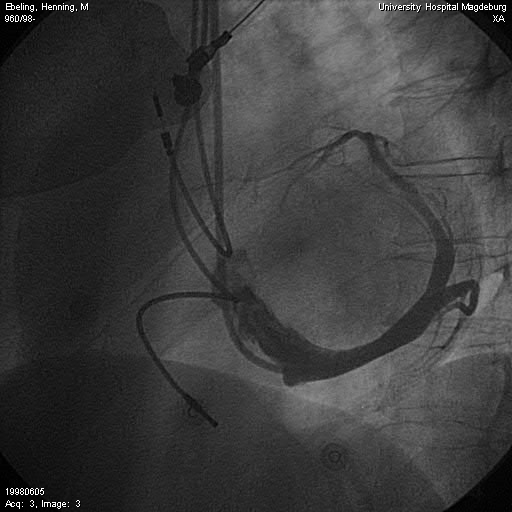 Ebeling, Henning, M
University Hospital Magdeburg
960/98-
XA
19980605
Acq: 3, Image: 3